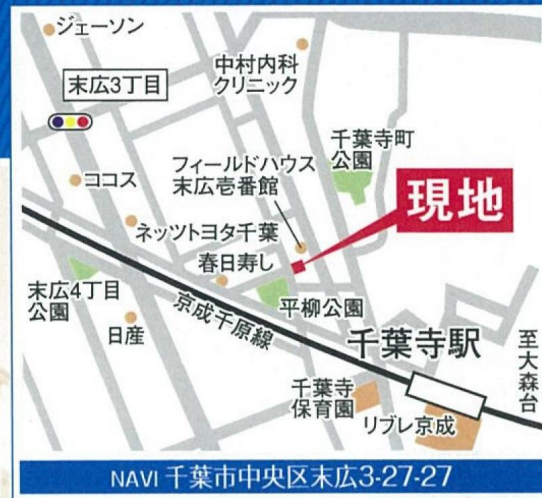 ジェーソン
末広3丁目
中村内科
クリニック
千葉寺町
公園
フィールドハウス
末広壱番館
ココス
現地
ネッツトヨタ千葉
春日寿し
末広4丁目
公園
日産
京成千原線
平柳公園
千葉寺駅
至大森台
千葉寺
保育園
リブレ京成
NAVI 千葉市中央区末広3-27-27